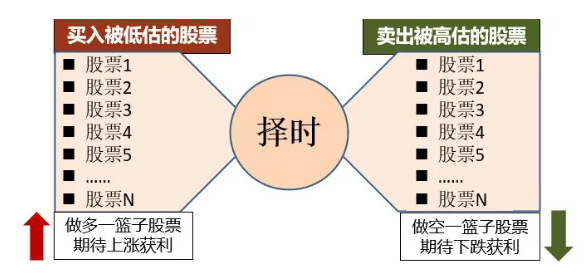 买入被低估的股票
■ 股票1
■ 股票2
■ 股票3
■ 股票4
■ 股票5
■ ......
■ 股票N
做多一篮子股票
期待上涨获利
择时
卖出被高估的股票
■ 股票1
■ 股票2
■ 股票3
■ 股票4
■ 股票5
■ ......
■ 股票N
做空一篮子股票
期待下跌获利